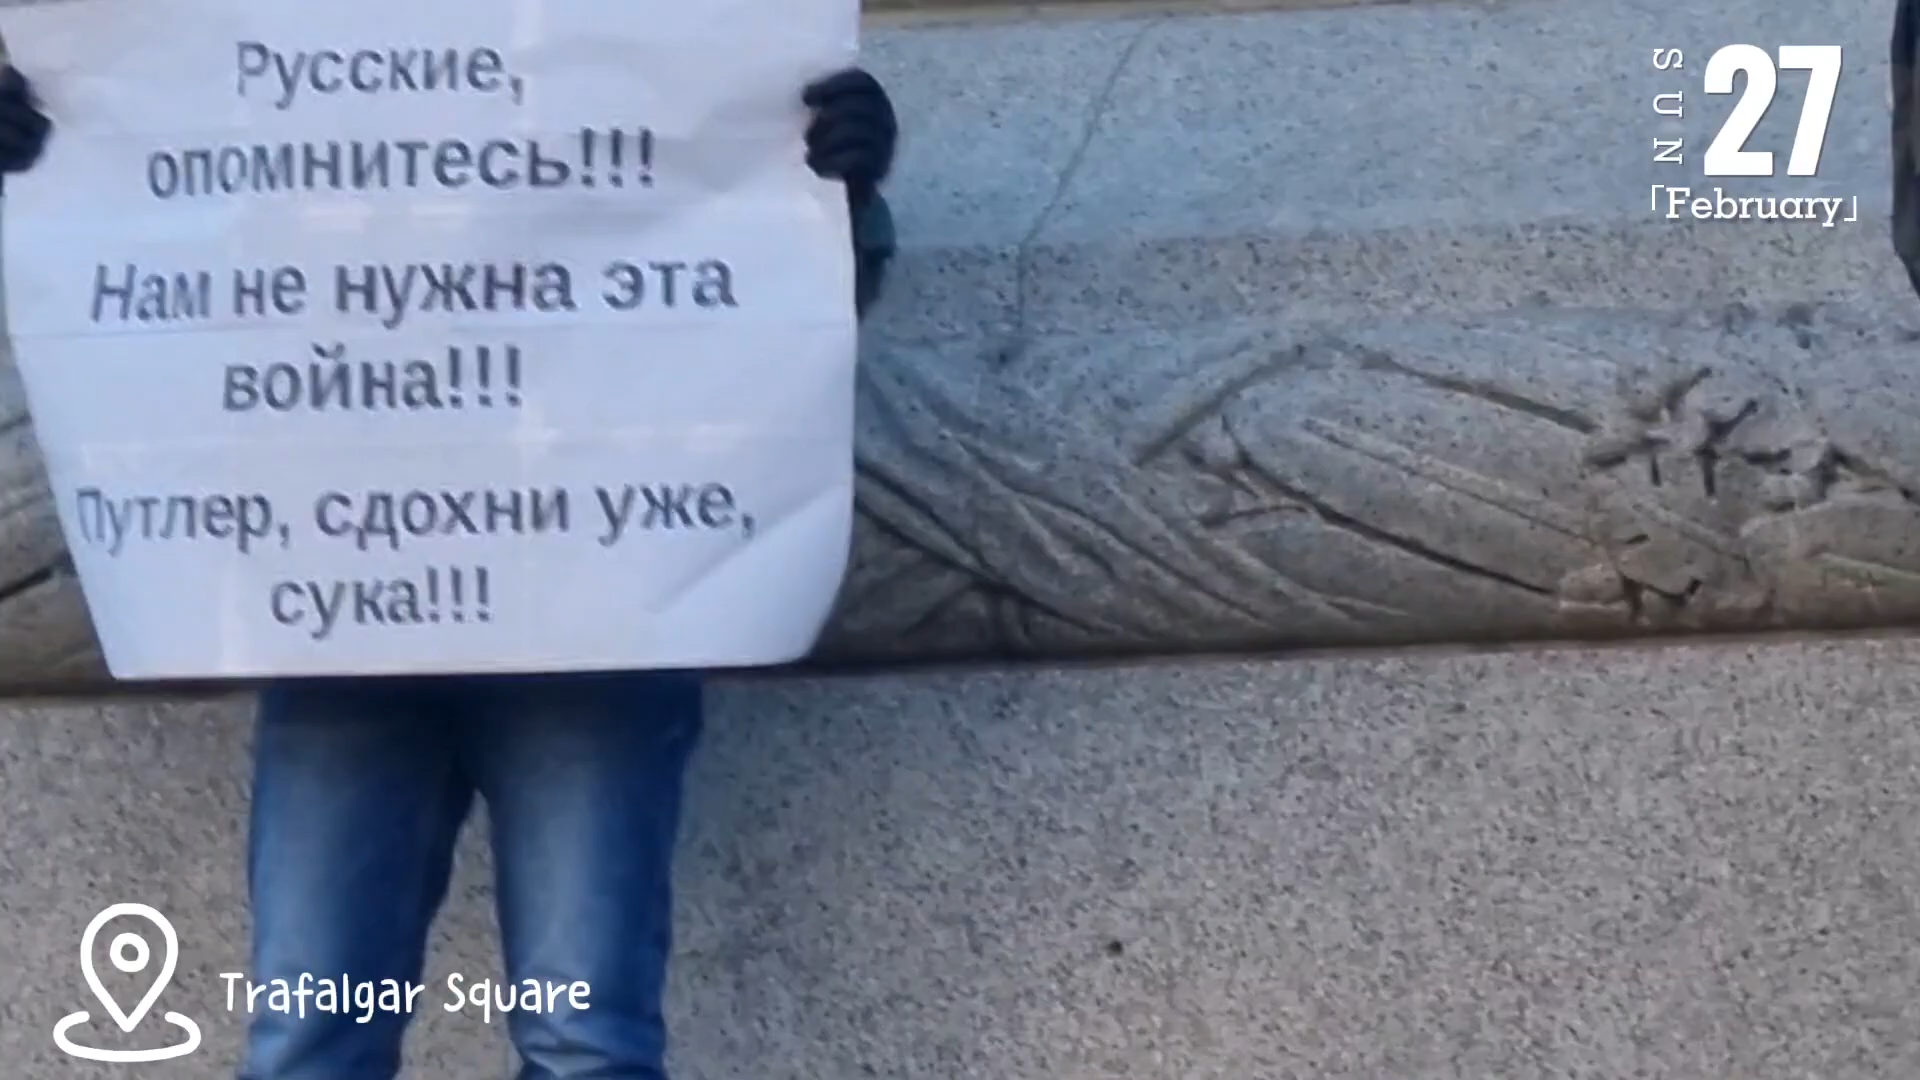 Русские,
опомнитесь!!!
Нам не нужна эта
война!!!
Путлер, сдохни уже,
сука!!!
SUN
27
「February」
Trafalgar Square